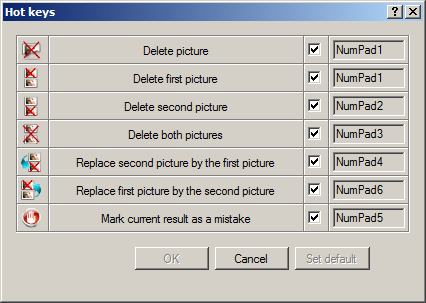 Hot keys
Delete picture NumPad1
Delete first picture NumPad1
Delete second picture NumPad2
Delete both pictures NumPad3
Replace second picture by the first picture NumPad4
Replace first picture by the second picture NumPad6
Mark current result as a mistake NumPad5
OK Cancel Set default